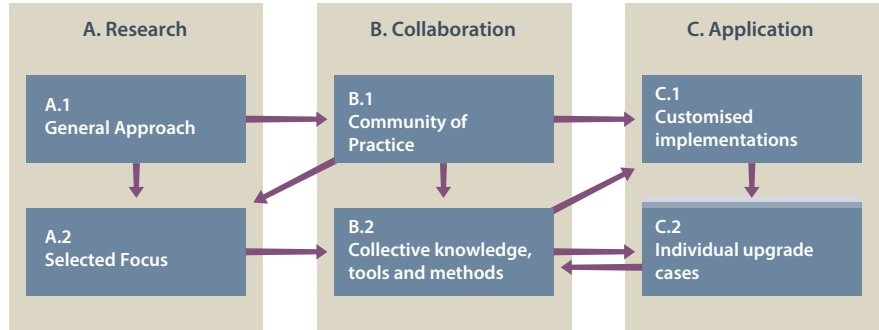 A. Research
A.1
General Approach
A.2
Selected Focus
B. Collaboration
B.1
Community of
Practice
B.2
Collective knowledge,
tools and methods
C. Application
C.1
Customised
implementations
C.2
Individual upgrade
cases